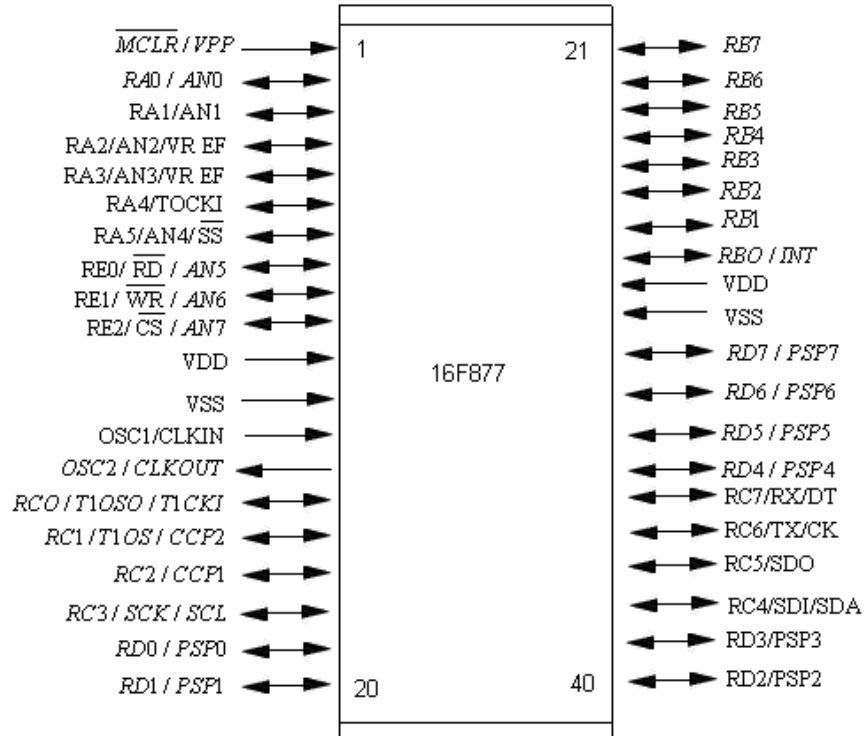 MCLR / VPP
RA0 / AN0
RA1/AN1
RA2/AN2/VR EF
RA3/AN3/VR EF
RA4/TOCKI
RA5/AN4/SS
RE0/ RD / AN5
RE1/ WR / AN6
RE2/ CS / AN7
VDD
VSS
OSC1/CLKIN
OSC2 / CLKOUT
RCO / T1OSO / T1CKI
RC1 / T1OS / CCP2
RC2 / CCP1
RC3 / SCK / SCL
RD0 / PSP0
RD1 / PSP1
1
21
16F877
20
40
RB7
RB6
RB5
RB4
RB3
RB2
RB1
RBO / INT
VDD
VSS
RD7 / PSP7
RD6 / PSP6
RD5 / PSP5
RD4 / PSP4
RC7/RX/DT
RC6/TX/CK
RC5/SDO
RC4/SDI/SDA
RD3/PSP3
RD2/PSP2